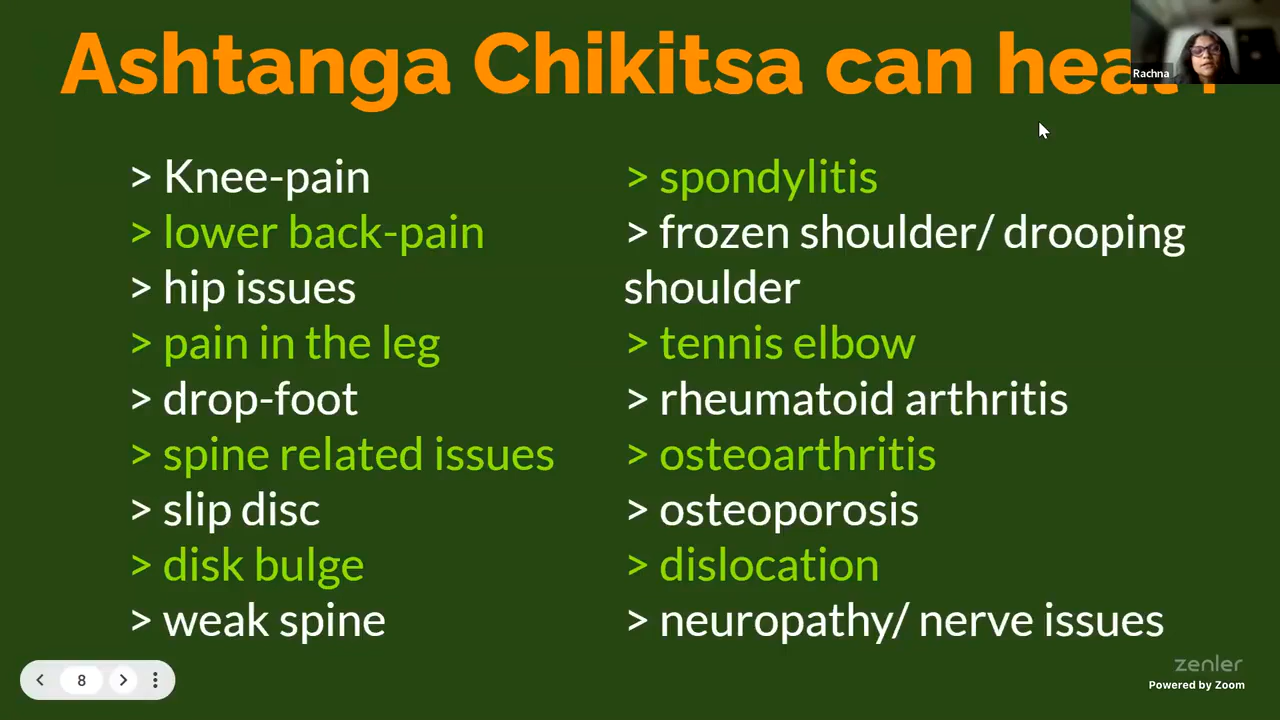 Ashtanga Chikitsa can heal :
Rachna
> Knee-pain
> lower back-pain
> hip issues
> pain in the leg
> drop-foot
> spine related issues
> slip disc
> disk bulge
> weak spine
> spondylitis
> frozen shoulder/ drooping
shoulder
> tennis elbow
> rheumatoid arthritis
> osteoarthritis
> osteoporosis
> dislocation
> neuropathy/ nerve issues
8
zenler
Powered by Zoom